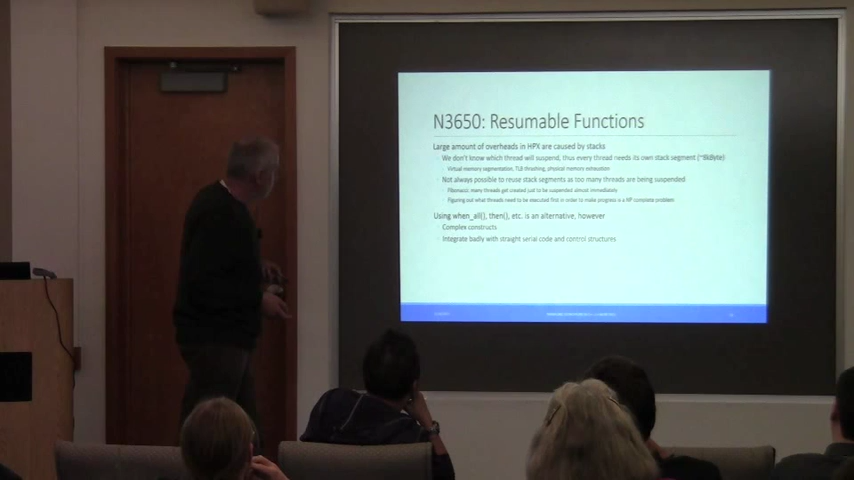 N3650: Resumable Functions
Large amount of overheads in HPX are caused by stacks
We don't know which thread will suspend, thus every thread needs its own stack segment (~8kByte)
Virtual memory segmentation, TLB thrashing, physical memory exhaustion
Not always possible to reuse stack segments as too many threads are being suspended
Fibonacci: many threads get created just to be suspended almost immediately
Figuring out what threads need to be executed first in order to make progress is a NP complete problem
Using when_all(), then(), etc. is an alternative, however
Complex constructs
Integrate badly with straight serial code and control structures